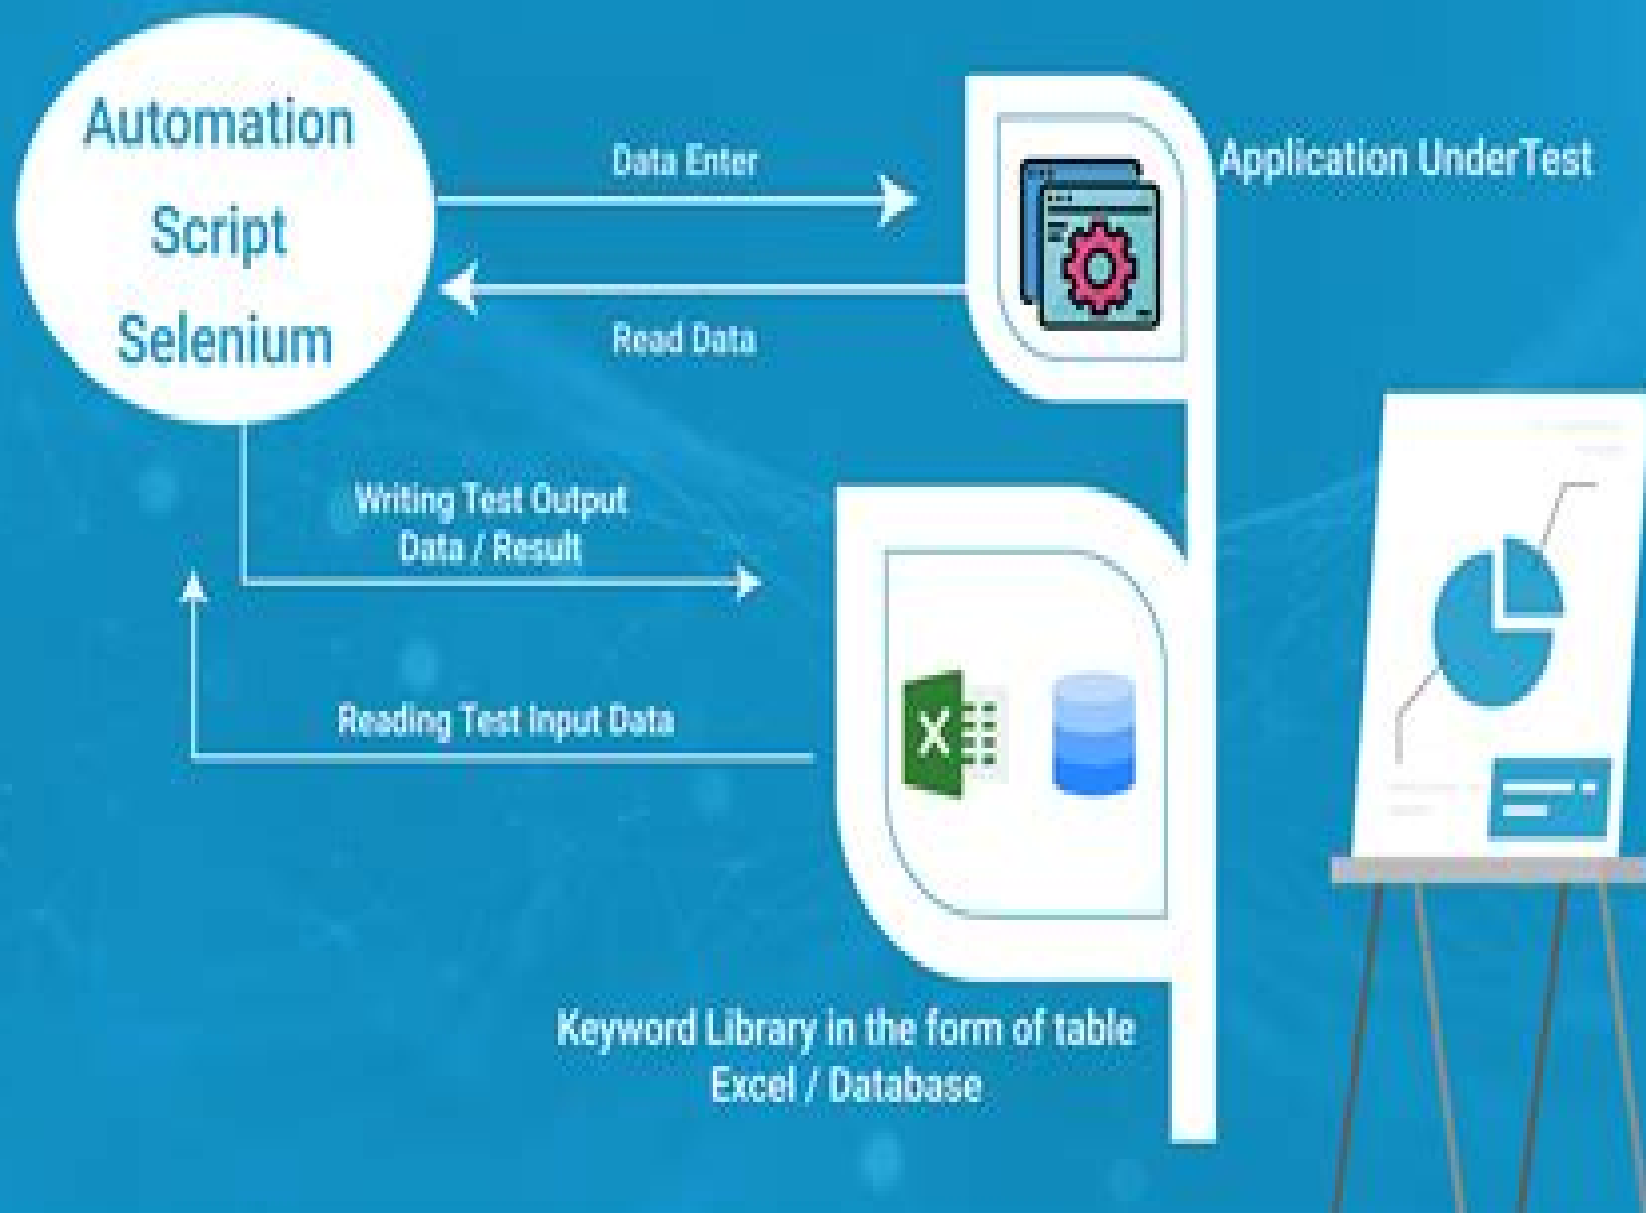 Automation
Script
Selenium
Data Enter
Application UnderTest
Read Data
Writing Test Output
Data / Result
Reading Test Input Data
X
Keyword Library in the form of table
Excel / Database